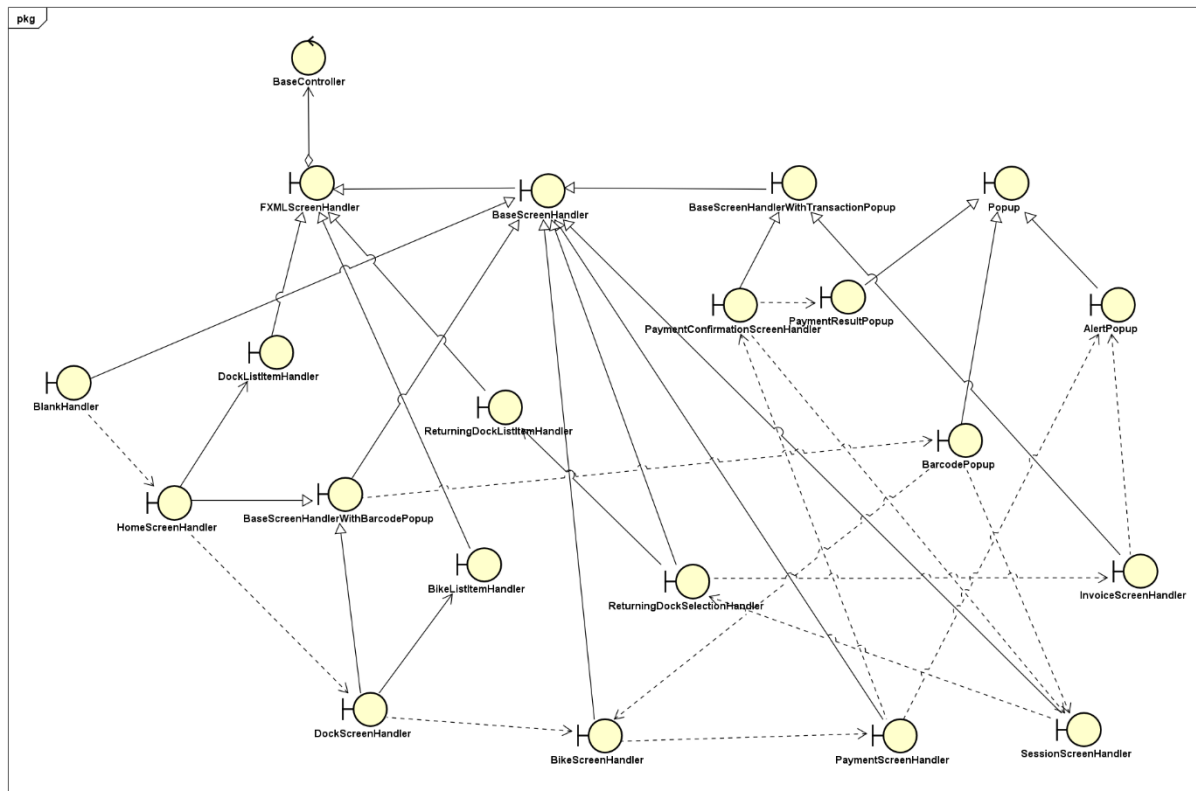 pkg
BaseController
FXMLScreenHandler
BaseScreenHandler
BaseScreenHandlerWithTransactionPopup
Popup
PaymentConfirmationScreenHandler
PaymentResultPopup
AlertPopup
DockListItemHandler
BlankHandler
ReturningDockListItemHandler
BarcodePopup
HomeScreenHandler
BaseScreenHandlerWithBarcodePopup
BikeListItemHandler
ReturningDockSelectionHandler
InvoiceScreenHandler
DockScreenHandler
BikeScreenHandler
PaymentScreenHandler
SessionScreenHandler